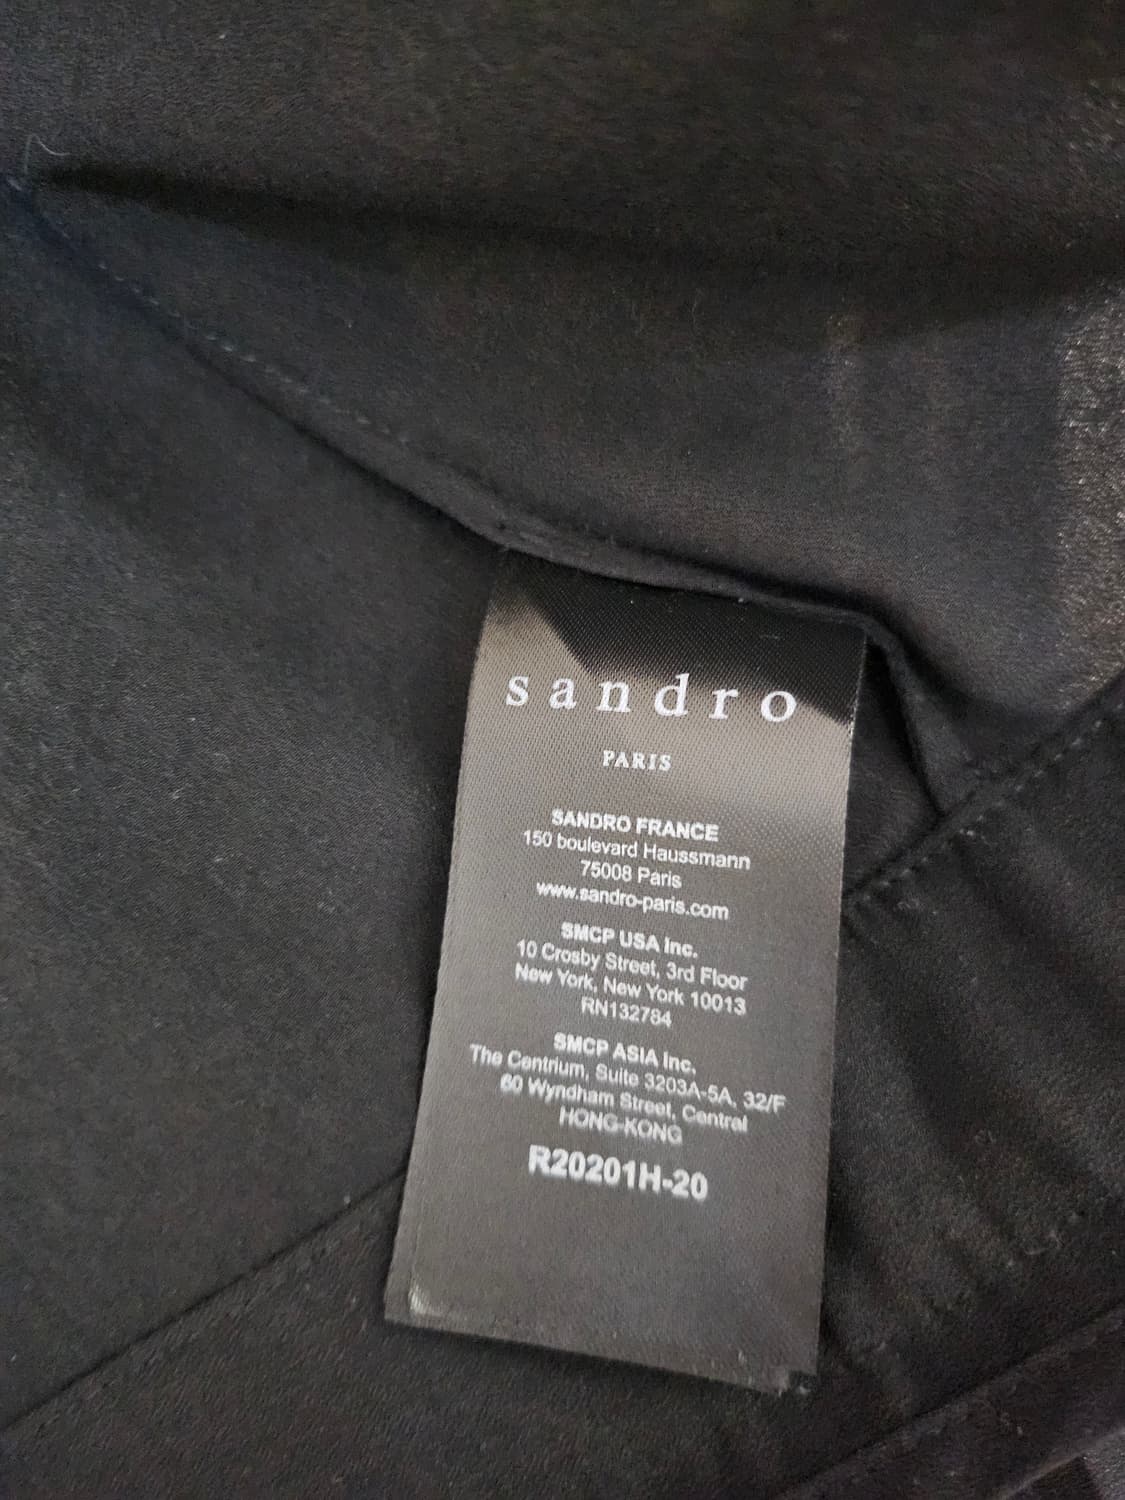 sandro
PARIS
SANDRO FRANCE
150 boulevard Haussmann
75008 Paris
www.sandro-paris.com
SMCP USA Inc.
10 Crosby Street, 3rd Floor
New York, New York 10013
RN132784
SMCP ASIA Inc.
The Centrium, Suite 3203A-5A, 32/F
60 Wyndham Street, Central
HONG-KONG
R20201H-20